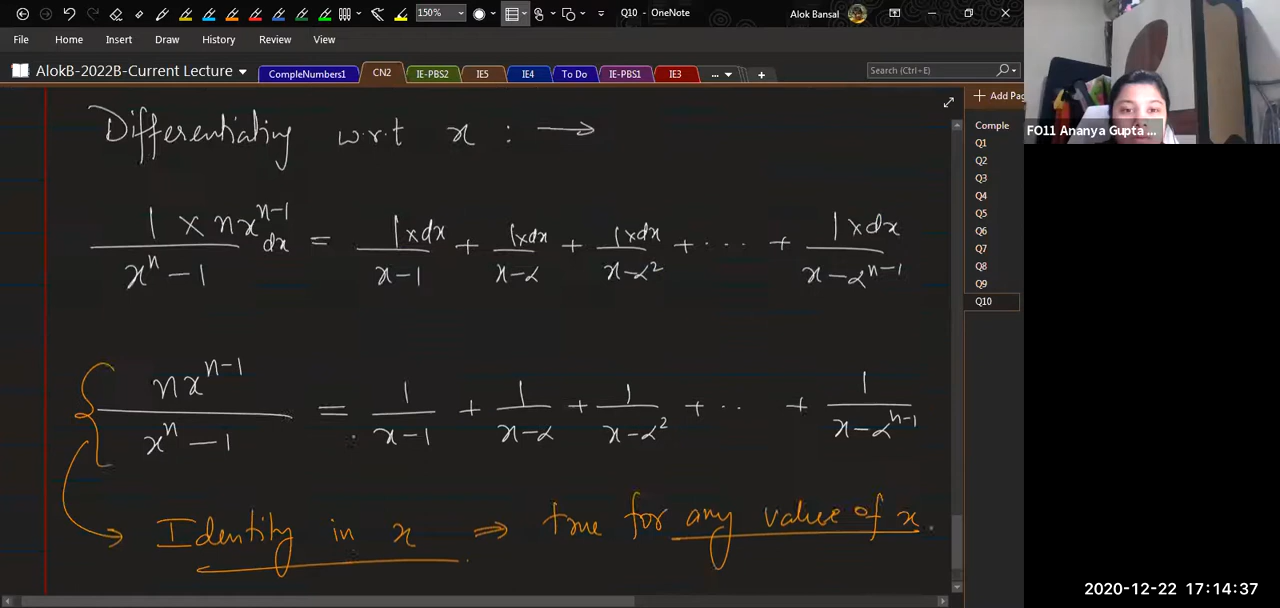 150%
Q10 - OneNote
Alok Bansal
File Home Insert Draw History Review View
AlokB-2022B-Current Lecture
CompleNumbers1 CN2 IE-PBS2 IE5 IE4 To Do IE-PBS1 IE3 ...
Search (Ctrl+E)
Add Pag
Comple
Q1
Q2
Q3
Q4
Q5
Q6
Q7
Q8
Q9
Q10
FO11 Ananya Gupta ...
Differentiating w.r.t x : →
1 × nx^(n-1) dx / (x^n - 1) = 1×dx/(x-1) + 1×dx/(x-α) + 1×dx/(x-α^2) + ... + 1×dx/(x-α^(n-1))
nx^(n-1) / (x^n - 1) = 1/(x-1) + 1/(x-α) + 1/(x-α^2) + ... + 1/(x-α^(n-1))
→ Identity in x ⇒ true for any value of x.
2020-12-22 17:14:37